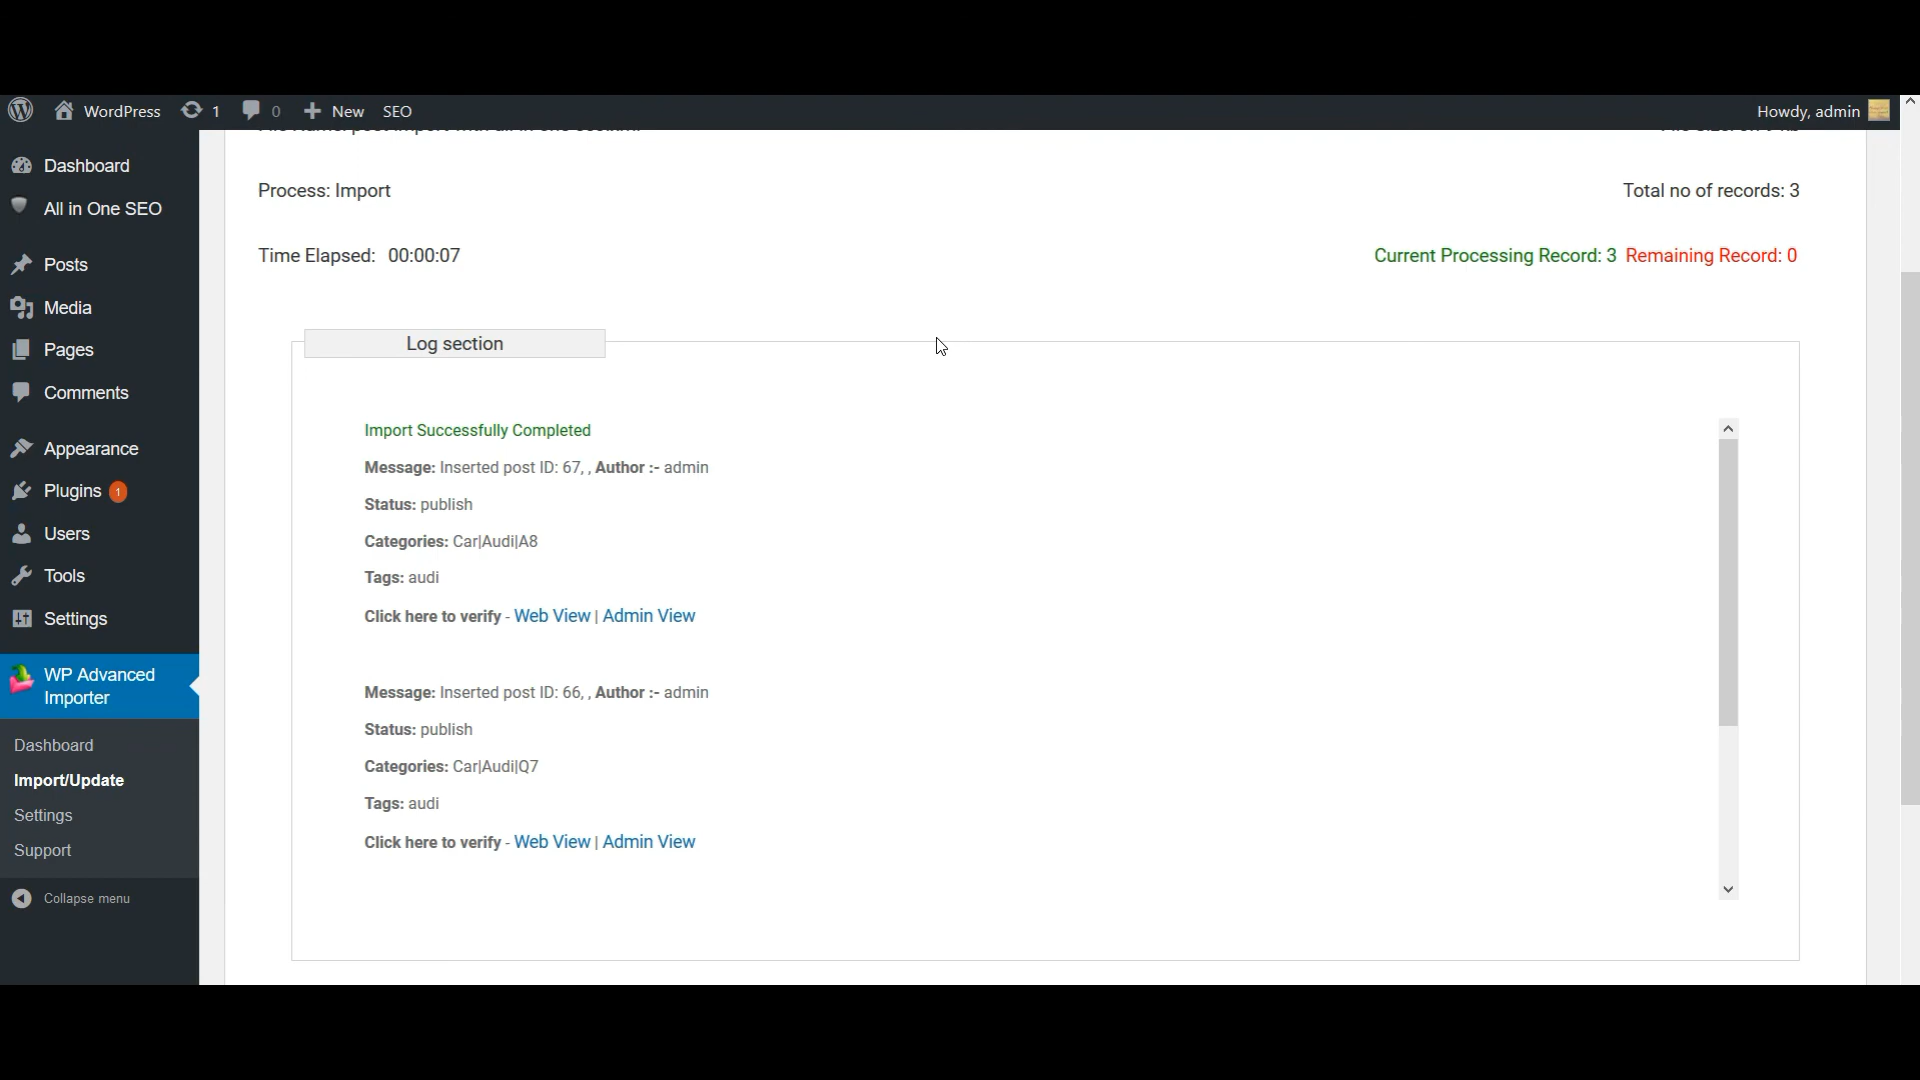 WordPress 1 0 New SEO Howdy, admin
Dashboard
All in One SEO
Posts
Media
Pages
Comments
Appearance
Plugins 1
Users
Tools
Settings
WP Advanced
Importer
Dashboard
Import/Update
Settings
Support
Collapse menu
Process: Import
Total no of records: 3
Time Elapsed: 00:00:07
Current Processing Record: 3 Remaining Record: 0
Log section
Import Successfully Completed
Message: Inserted post ID: 67, , Author :- admin
Status: publish
Categories: Car|Audi|A8
Tags: audi
Click here to verify - Web View | Admin View
Message: Inserted post ID: 66, , Author :- admin
Status: publish
Categories: Car|Audi|Q7
Tags: audi
Click here to verify - Web View | Admin View